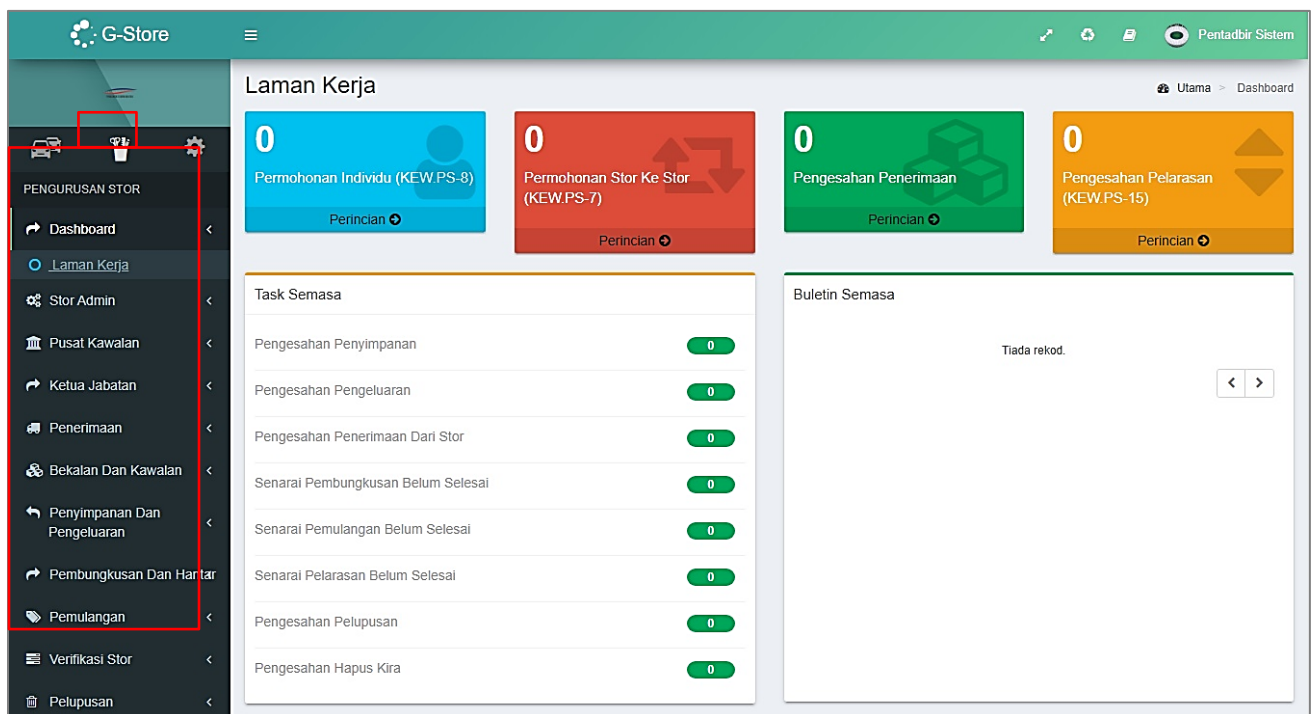 G-Store
Pentadbir Sistem
Laman Kerja
Utama > Dashboard
PENGURUSAN STOR
Dashboard
Laman Kerja
Stor Admin
Pusat Kawalan
Ketua Jabatan
Penerimaan
Bekalan Dan Kawalan
Penyimpanan Dan
Pengeluaran
Pembungkusan Dan Hantar
Pemulangan
Verifikasi Stor
Pelupusan
0
Permohonan Individu (KEW.PS-8)
Perincian
0
Permohonan Stor Ke Stor
(KEW.PS-7)
Perincian
0
Pengesahan Penerimaan
Perincian
0
Pengesahan Pelarasan
(KEW.PS-15)
Perincian
Task Semasa
Pengesahan Penyimpanan 0
Pengesahan Pengeluaran 0
Pengesahan Penerimaan Dari Stor 0
Senarai Pembungkusan Belum Selesai 0
Senarai Pemulangan Belum Selesai 0
Senarai Pelarasan Belum Selesai 0
Pengesahan Pelupusan 0
Pengesahan Hapus Kira 0
Buletin Semasa
Tiada rekod.